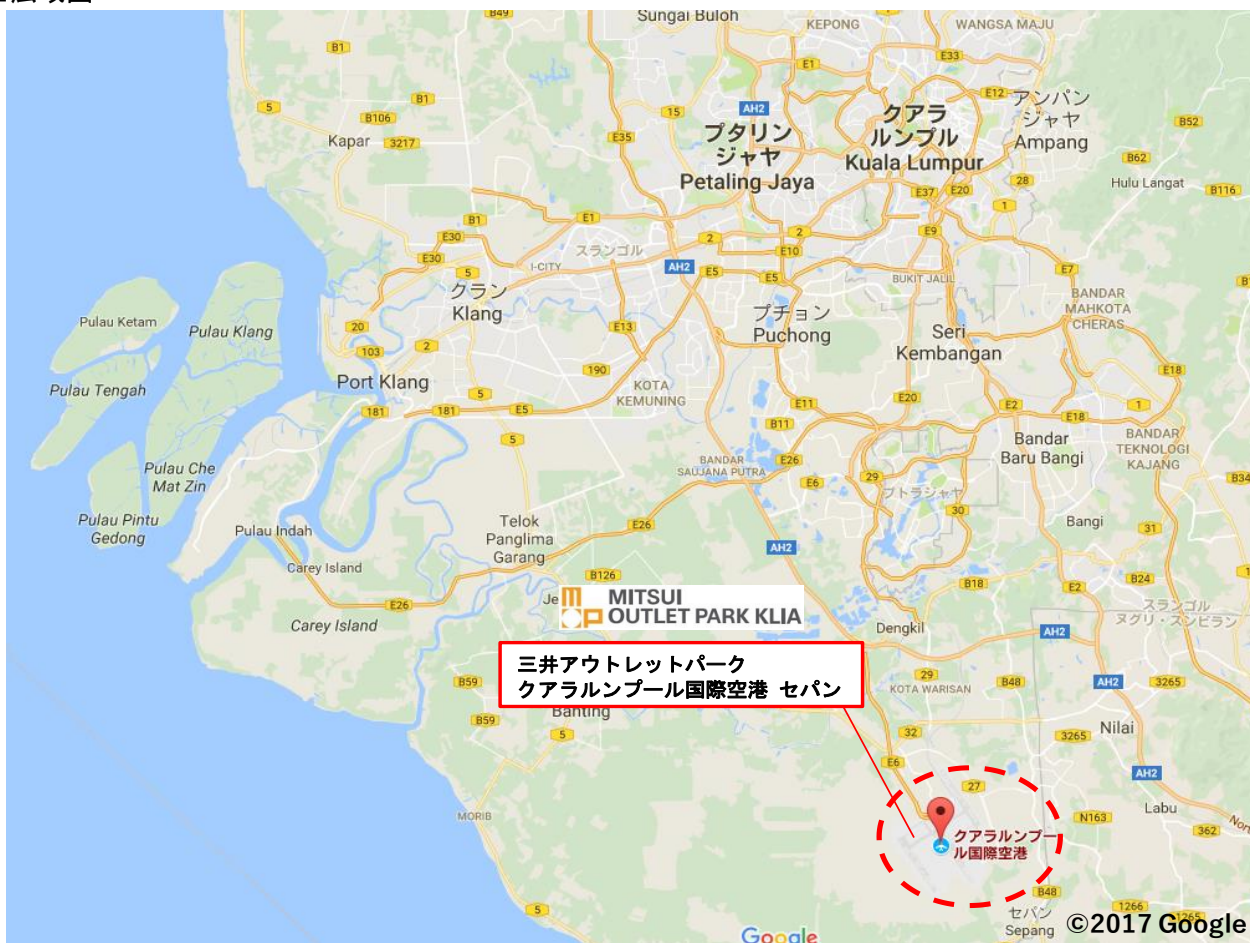 B49
Sungai Buloh
KEPONG
WANGSA MAJU
B1
E33
E1
5
B1
B106
15
AH2
E12
アンパン
ジャヤ
Ampang
B52
Kapar
3217
E35
プタリン
ジャヤ
Petaling Jaya
クアラ
ルンプル
Kuala Lumpur
B62
Hulu Langat
B116
28
E37
E20
1
B1
E1
E30
2
2
E9
E30
スランゴル
E10
5
I-CITY
AH2
E5
E5
BUKIT JALIL
E7
クラン
Klang
BANDAR
MAHKOTA
CHERAS
Pulau Ketam
Pulau Klang
20
E13
プチョン
Puchong
Seri
Kembangan
103
2
190
E18
Pulau Tengah
Port Klang
5
KOTA
KEMUNING
181
181
E5
E11
E20
E2
E18
1
B11
5
Bandar
Baru Bangi
BANDAR
TEKNOLOGI
KAJANG
Pulau Che
Mat Zin
BANDAR
SAUJANA PUTRA
E26
E6
29
B34
プトラジャヤ
30
Pulau Pintu
Gedong
Pulau Indah
Telok
Panglima
Garang
E26
Bangi
31
AH2
Carey Island
B126
B18
E2
B24
E26
Je
MITSUI
OUTLET PARK KLIA
スランゴル
ヌグリ・スンビラン
Carey Island
Dengkil
AH2
三井アウトレットパーク
クアラルンプール国際空港 セパン
B59
29
KOTA WARISAN
B48
AH2
3265
B59
Banting
5
32
3265
Nilai
E6
AH2
27
MORIB
N163
Labu
362
クアラルンプー
ル国際空港
B48
5
セパン
Sepang
1266
1265
Google
©2017 Google